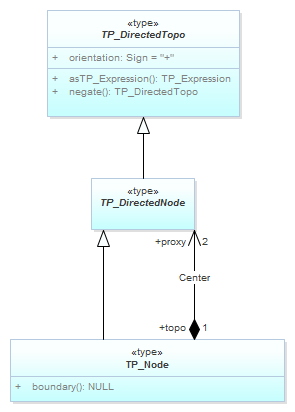 «type»
TP_DirectedTopo
+ orientation: Sign = "+"
+ asTP_Expression(): TP_Expression
+ negate(): TP_DirectedTopo
«type»
TP_DirectedNode
+proxy 2
Center
+topo 1
«type»
TP_Node
+ boundary(): NULL